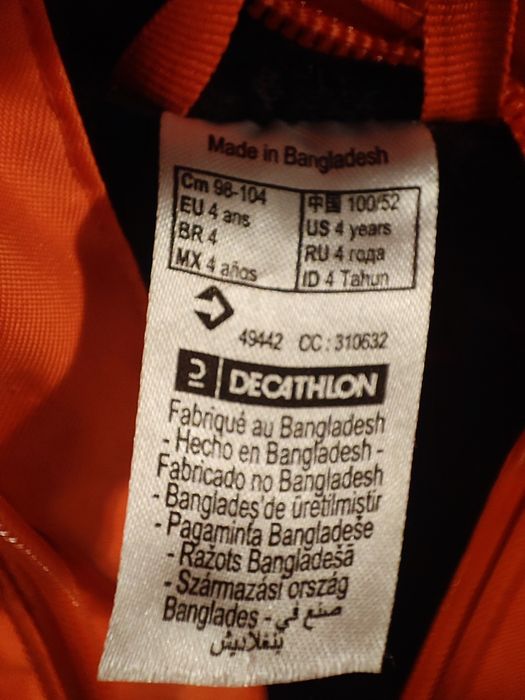 Made in Bangladesh
Cm 98-104
EU 4 ans
BR 4
MX 4 años
中国 100/52
US 4 years
RU 4 года
ID 4 Tahun
49442 CC : 310632
DECATHLON
Fabriqué au Bangladesh
- Hecho en Bangladesh -
Fabricado no Bangladesh
- Bangladeş'de üretilmiştir
- Pagaminta Bangladeše
- Ražots Bangladešā
- Származási ország
Banglades - صنع في
بنغلاديش